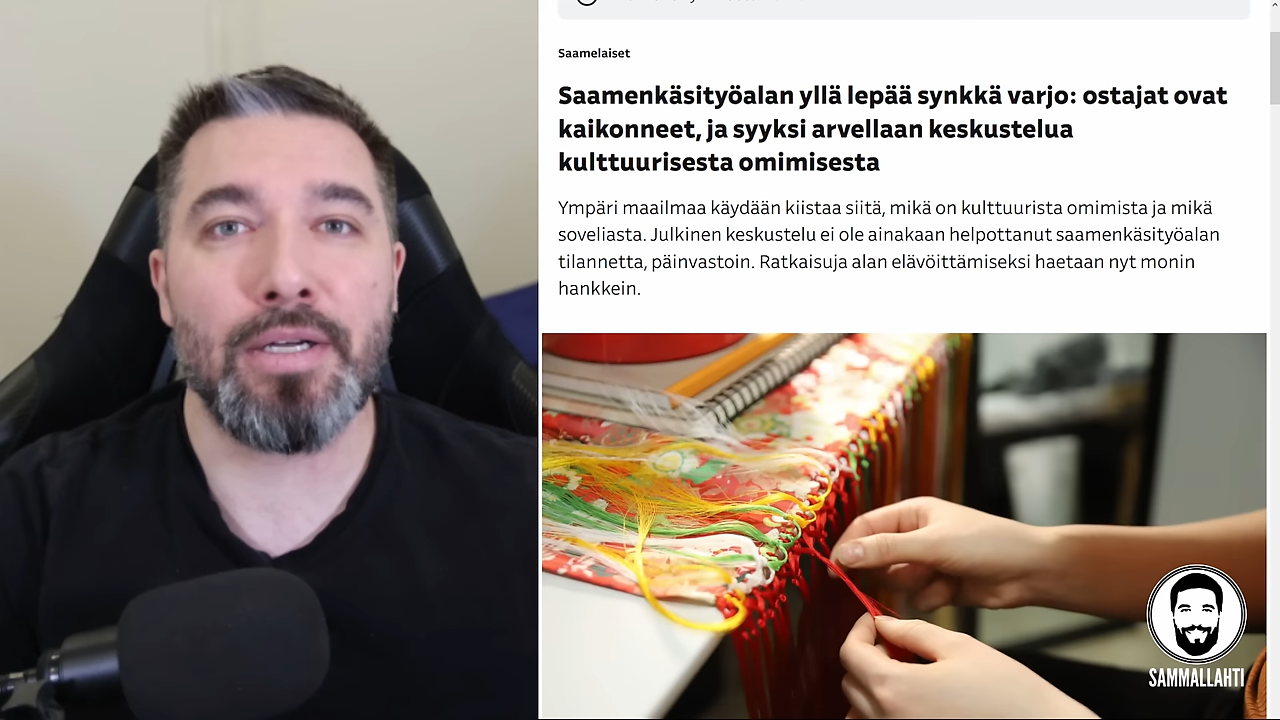 Saamelaiset
Saamenkäsityöalan yllä lepää synkkä varjo: ostajat ovat
kaikonneet, ja syyksi arvellaan keskustelua
kulttuurisesta omimisesta
Ympäri maailmaa käydään kiistaa siitä, mikä on kulttuurista omimista ja mikä
soveliasta. Julkinen keskustelu ei ole ainakaan helpottanut saamenkäsityöalan
tilannetta, päinvastoin. Ratkaisuja alan elävöittämiseksi haetaan nyt monin
hankkein.
SAMMALLAHTI